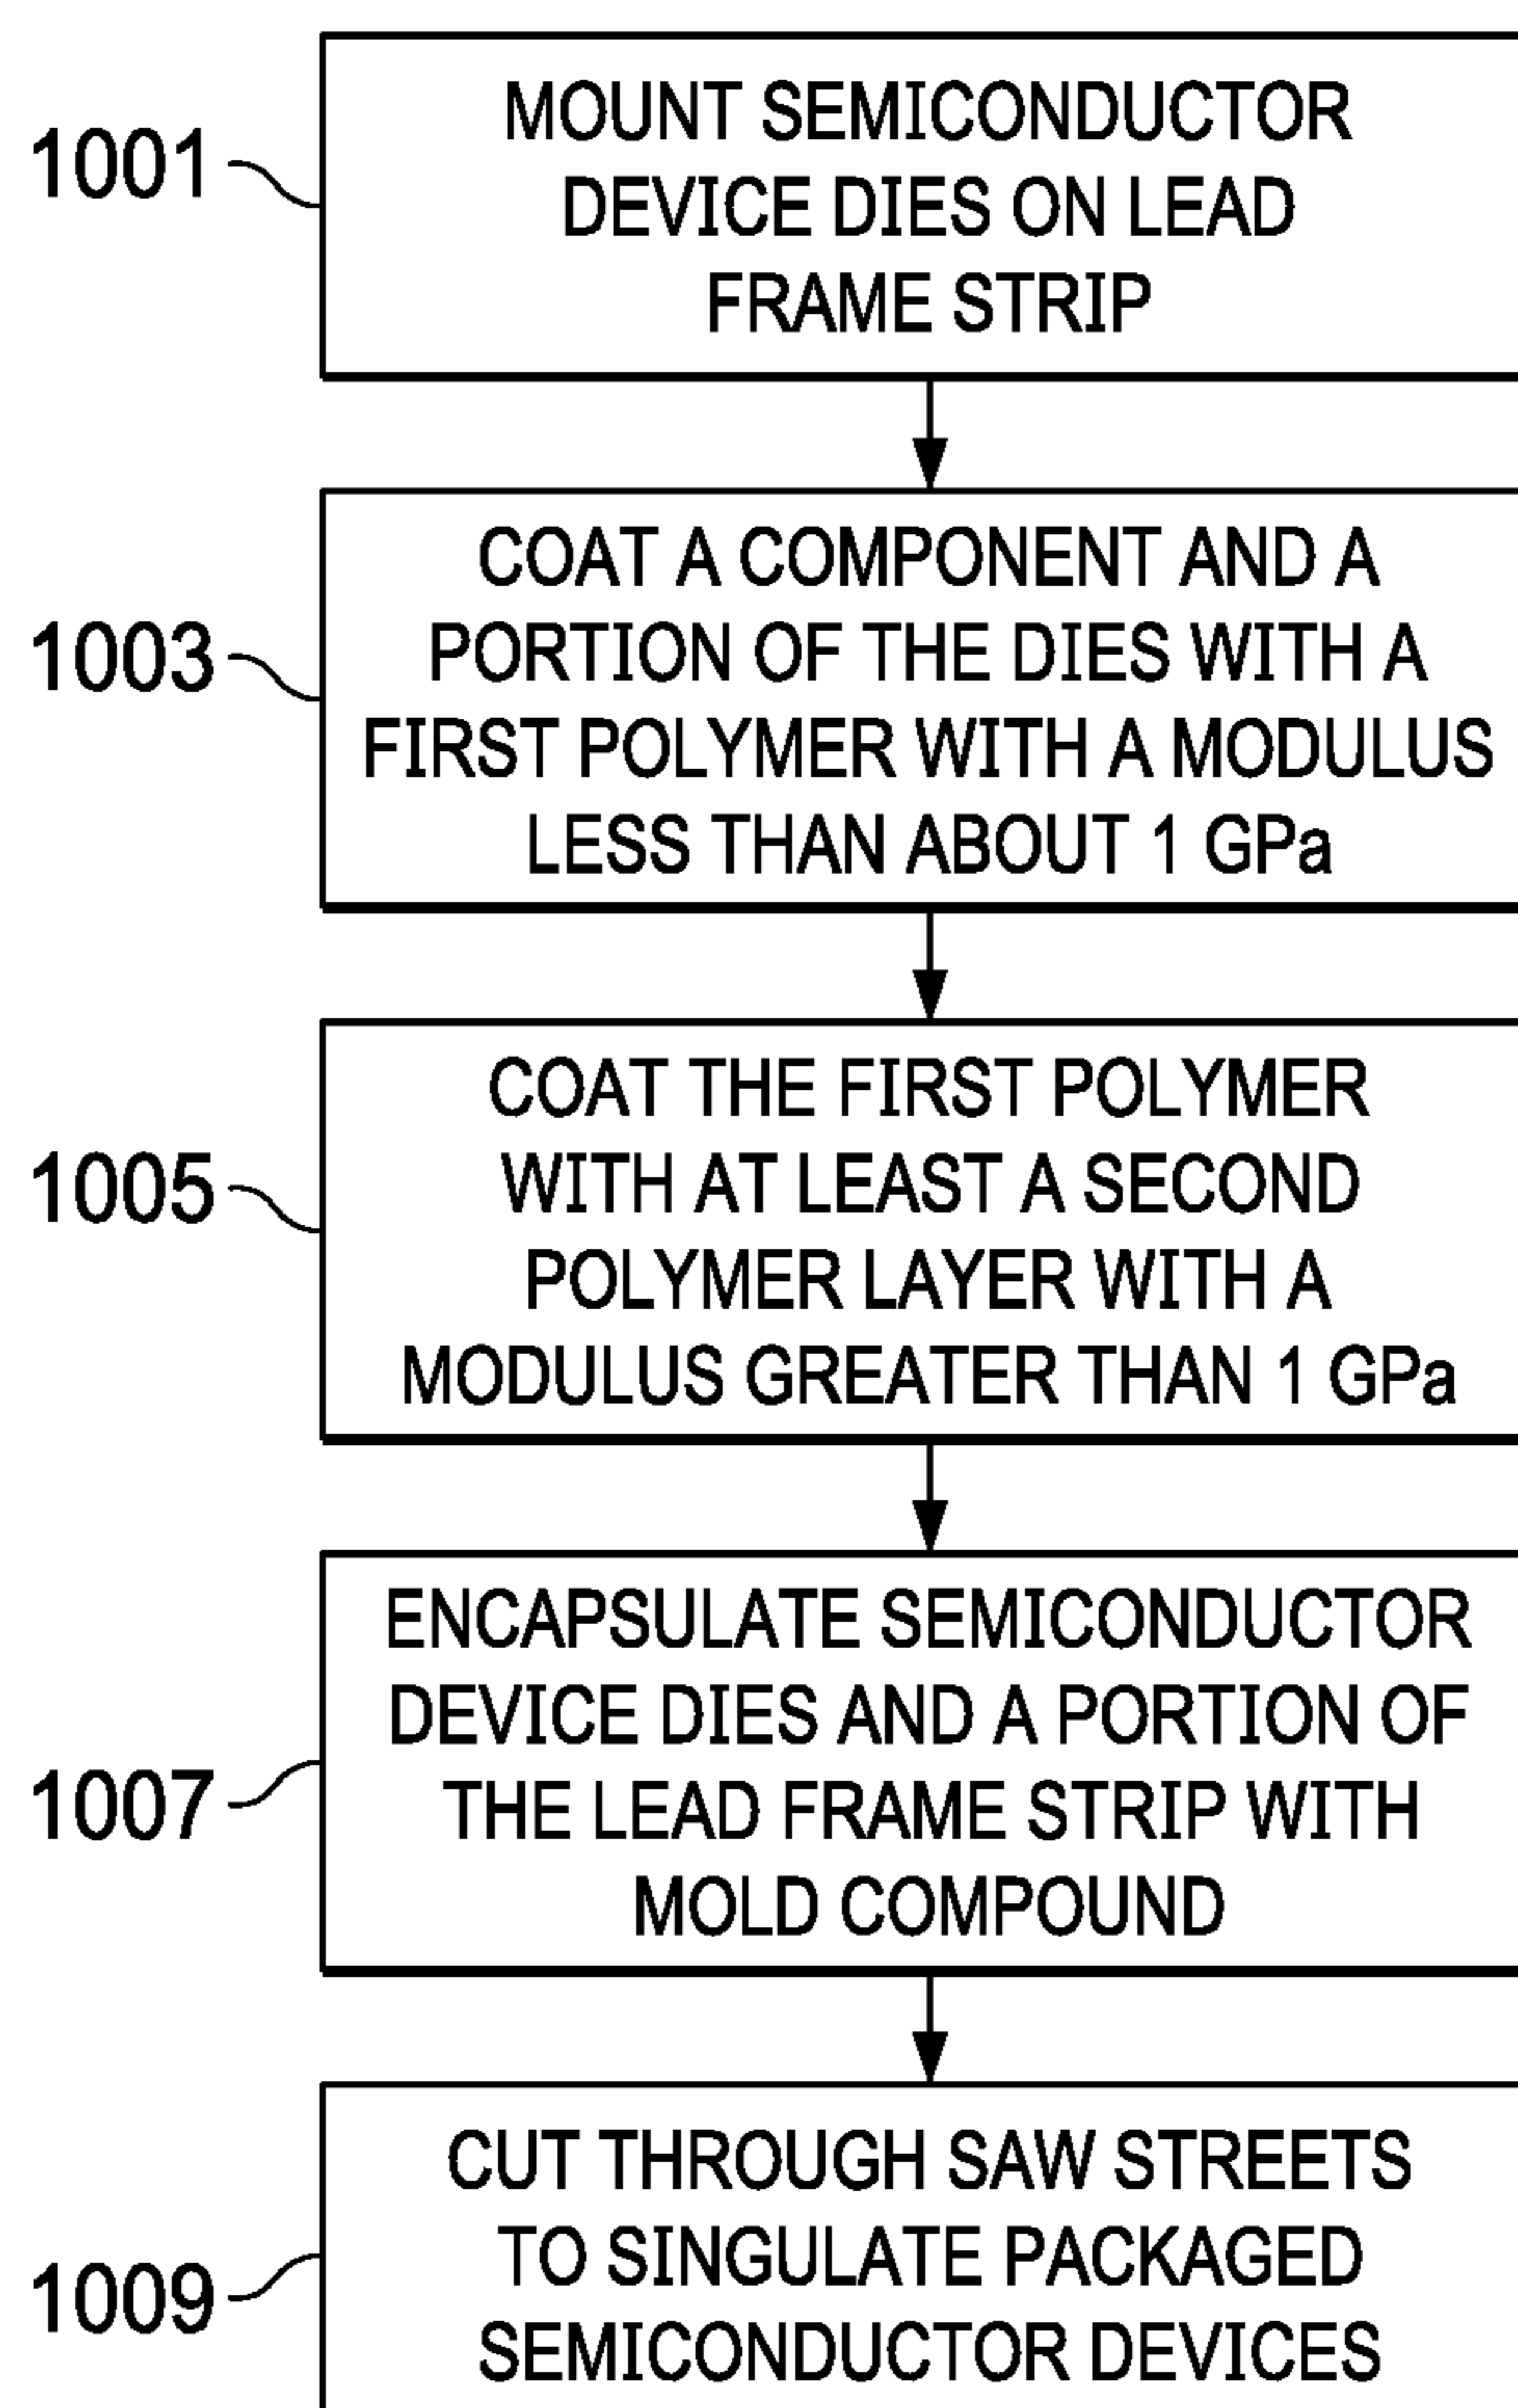 1001
MOUNT SEMICONDUCTOR
DEVICE DIES ON LEAD
FRAME STRIP
1003
COAT A COMPONENT AND A
PORTION OF THE DIES WITH A
FIRST POLYMER WITH A MODULUS
LESS THAN ABOUT 1 GPa
1005
COAT THE FIRST POLYMER
WITH AT LEAST A SECOND
POLYMER LAYER WITH A
MODULUS GREATER THAN 1 GPa
1007
ENCAPSULATE SEMICONDUCTOR
DEVICE DIES AND A PORTION OF
THE LEAD FRAME STRIP WITH
MOLD COMPOUND
1009
CUT THROUGH SAW STREETS
TO SINGULATE PACKAGED
SEMICONDUCTOR DEVICES